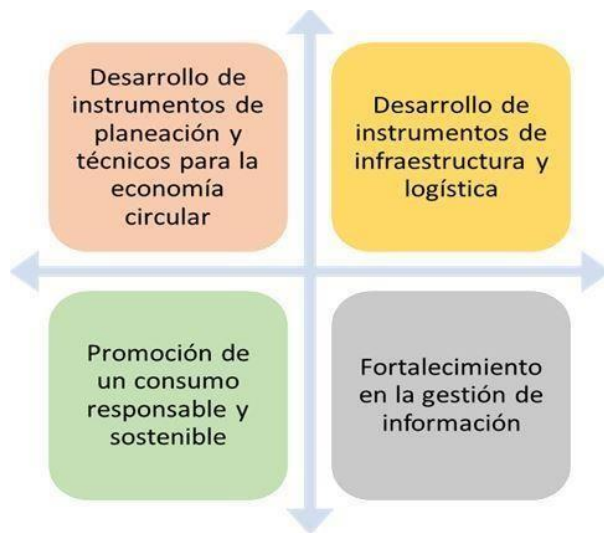 Desarrollo de
instrumentos de
planeación y
técnicos para la
economía
circular
Desarrollo de
instrumentos de
infraestructura y
logística
Promoción de
un consumo
responsable y
sostenible
Fortalecimiento
en la gestión de
información